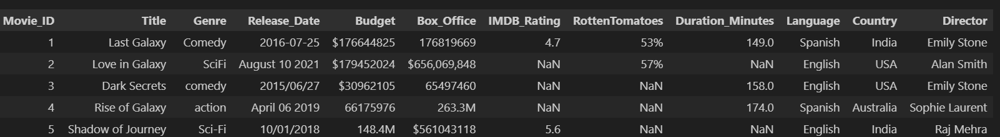 Movie_ID Title Genre Release_Date Budget Box_Office IMDB_Rating RottenTomatoes Duration_Minutes Language Country Director
1 Last Galaxy Comedy 2016-07-25 $176644825 176819669 4.7 53% 149.0 Spanish India Emily Stone
2 Love in Galaxy SciFi August 10 2021 $179452024 $656,069,848 NaN 57% NaN English USA Alan Smith
3 Dark Secrets comedy 2015/06/27 $30962105 65497460 NaN NaN 158.0 English USA Emily Stone
4 Rise of Galaxy action April 06 2019 66175976 263.3M NaN NaN 174.0 Spanish Australia Sophie Laurent
5 Shadow of Journey Sci-Fi 10/01/2018 148.4M $561043118 5.6 NaN NaN English India Raj Mehra